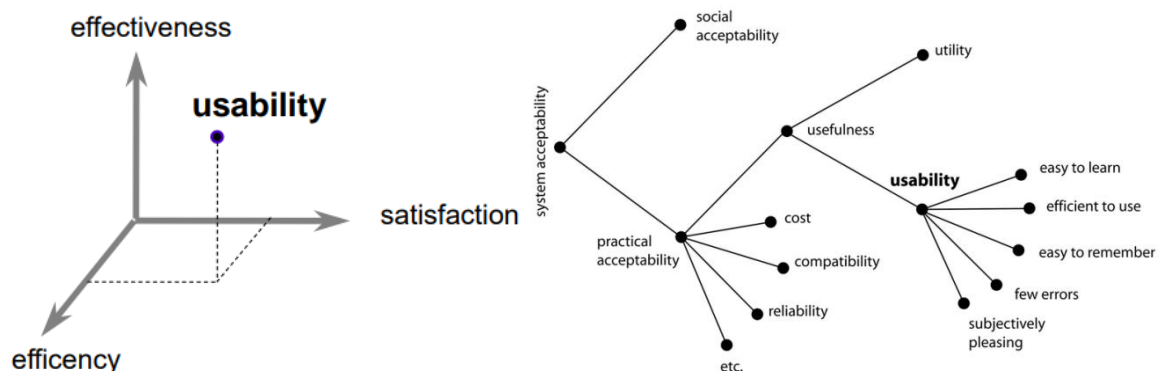 effectiveness
usability
satisfaction
efficency
system acceptability
social
acceptability
utility
usefulness
usability
easy to learn
efficient to use
easy to remember
few errors
subjectively
pleasing
practical
acceptability
cost
compatibility
reliability
etc.